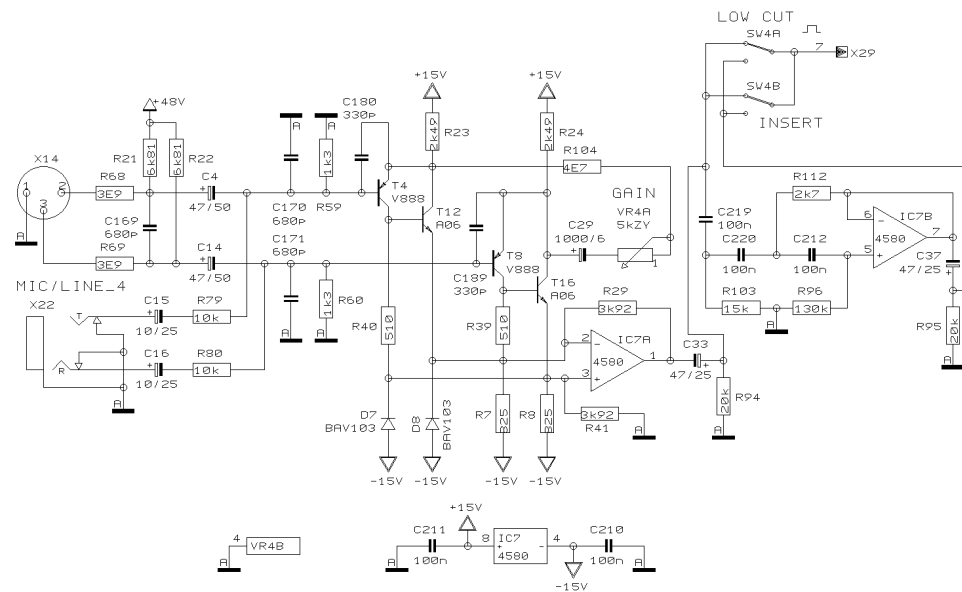 LOW CUT
SW4A
7
X29
SW4B
INSERT
+15V
+15V
C180
330p
2k49
R23
2k49
R24
+48V
A
A
R104
4E7
R21
6k81
6k81
R22
X14
R68
3E9
C4
+
47/50
1k3
R59
C170
680p
T4
V888
T12
A06
GAIN
VR4A
5kZY
1
C29
1000/6
+
R112
2k7
1
2
3
A
C169
680p
R69
3E9
C14
+
47/50
C171
680p
T8
V888
C189
330p
T16
A06
C219
100n
C220
100n
C212
100n
6
5
-
+
IC7B
4580
7
C37
47/25
+
MIC/LINE_4
X22
T
C15
+
10/25
R79
10k
A
1k3
R60
A
R40
510
R39
510
R29
3k92
R103
15k
R96
130k
A
R95
20k
A
R
C16
+
10/25
R80
10k
A
2
3
-
+
IC7A
4580
1
C33
+
47/25
R94
20k
A
D7
BAV103
D8
BAV103
R7
825
R8
825
3k92
R41
A
-15V
-15V
-15V
-15V
+15V
4
VR4B
A
C211
100n
A
8
+
IC7
4580
-
4
C210
100n
A
-15V